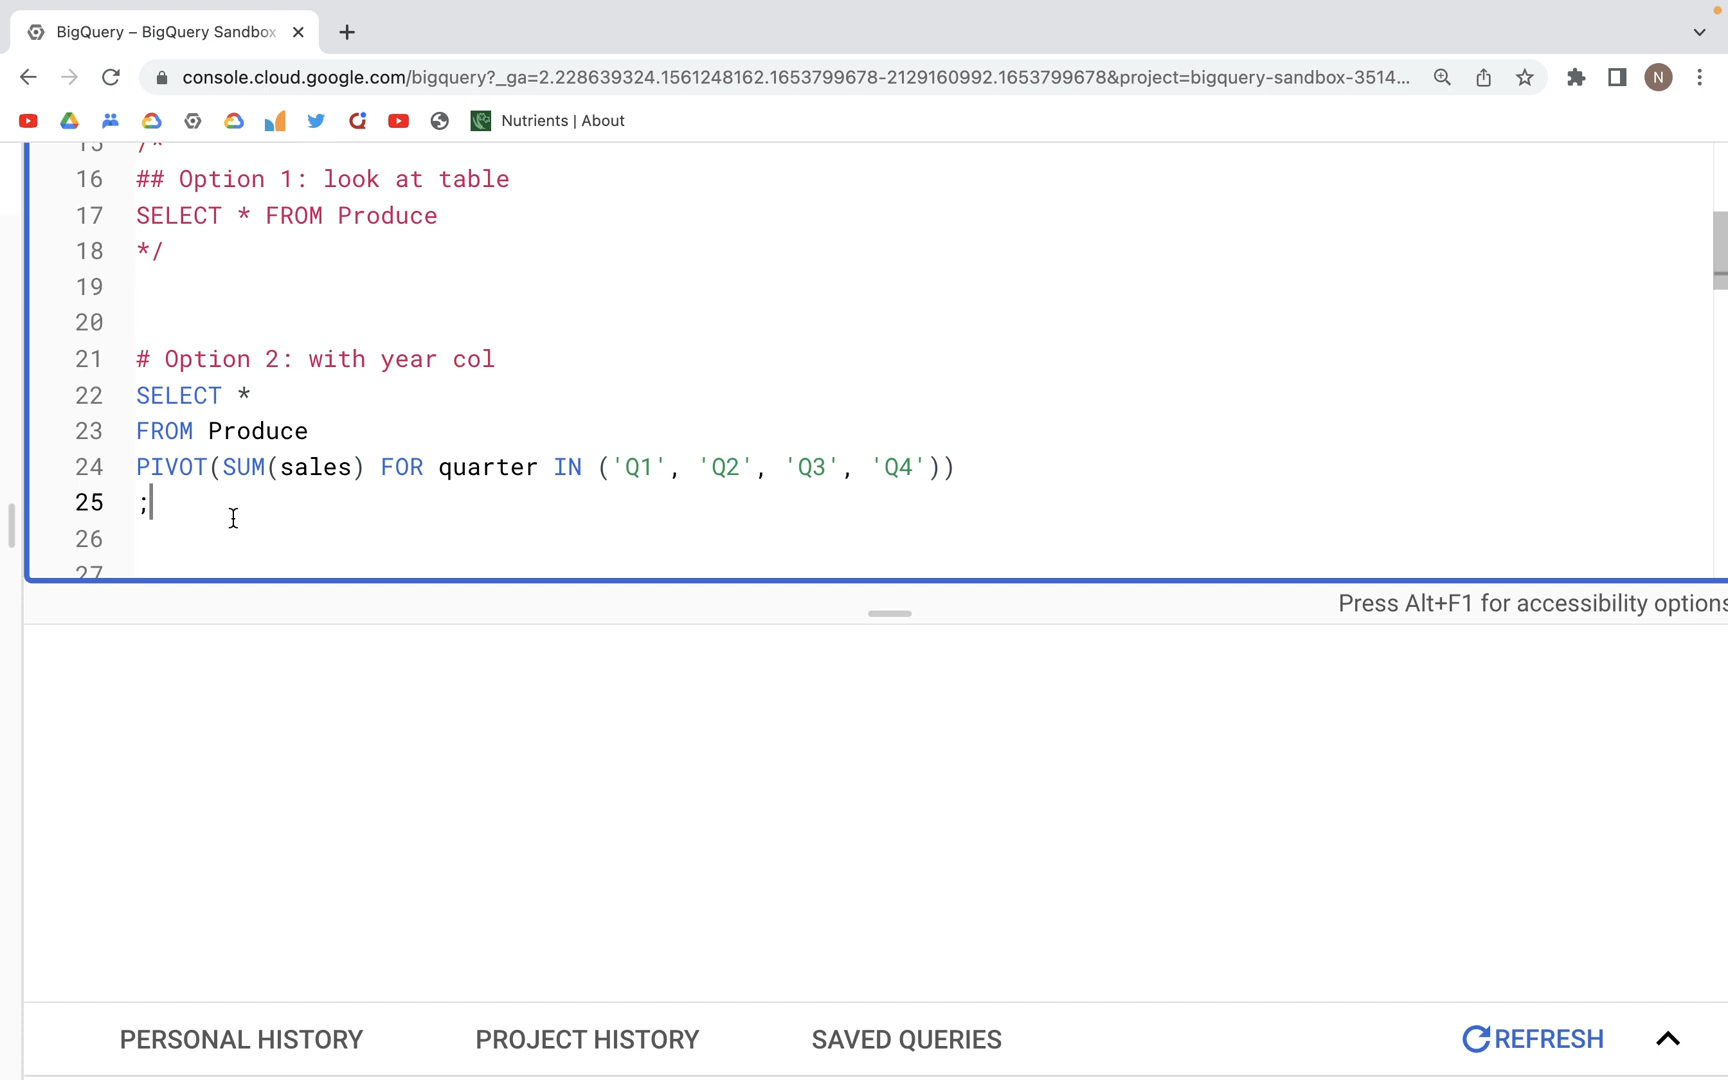 BigQuery – BigQuery Sandbox
console.cloud.google.com/bigquery?_ga=2.228639324.1561248162.1653799678-2129160992.1653799678&project=bigquery-sandbox-3514... N
Nutrients | About
15 /*
16 ## Option 1: look at table
17 SELECT * FROM Produce
18 */
19
20
21 # Option 2: with year col
22 SELECT *
23 FROM Produce
24 PIVOT(SUM(sales) FOR quarter IN ('Q1', 'Q2', 'Q3', 'Q4'))
25 ;
26
27
Press Alt+F1 for accessibility options
PERSONAL HISTORY PROJECT HISTORY SAVED QUERIES REFRESH